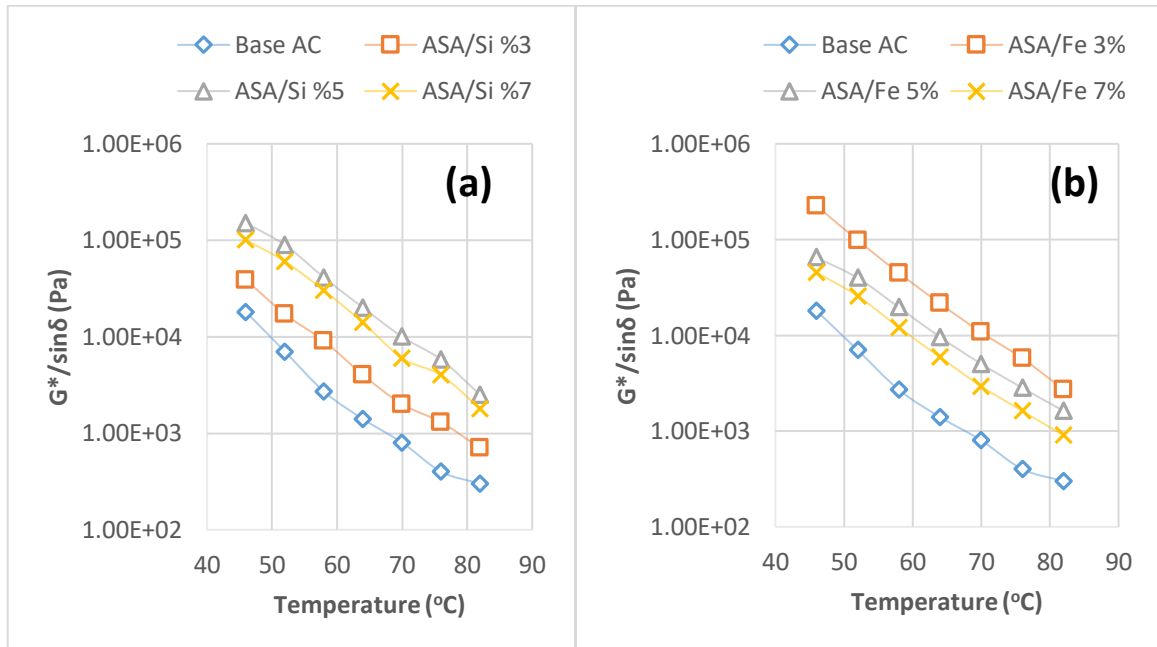 Base AC
ASA/Si %3
ASA/Si %5
ASA/Si %7
(a)
1.00E+06
1.00E+05
1.00E+04
1.00E+03
1.00E+02
G*/sinδ (Pa)
40 50 60 70 80 90
Temperature (ºC)
Base AC
ASA/Fe 3%
ASA/Fe 5%
ASA/Fe 7%
(b)
1.00E+06
1.00E+05
1.00E+04
1.00E+03
1.00E+02
G*/sinδ (Pa)
40 50 60 70 80 90
Temperature (ºC)